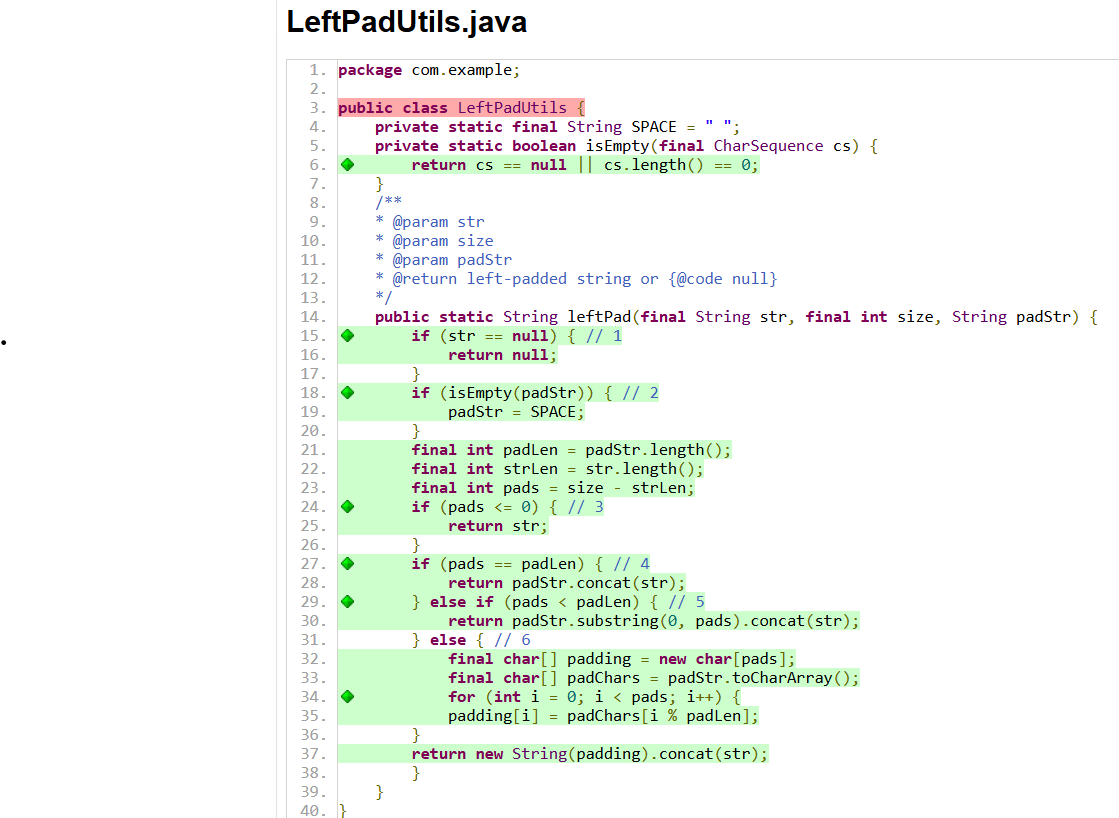 LeftPadUtils.java
1. package com.example;
2.
3. public class LeftPadUtils {
4.     private static final String SPACE = " ";
5.     private static boolean isEmpty(final CharSequence cs) {
6.         return cs == null || cs.length() == 0;
7.     }
8.     /**
9.     * @param str
10.     * @param size
11.     * @param padStr
12.     * @return left-padded string or {@code null}
13.     */
14.     public static String leftPad(final String str, final int size, String padStr) {
15.         if (str == null) { // 1
16.             return null;
17.         }
18.         if (isEmpty(padStr)) { // 2
19.             padStr = SPACE;
20.         }
21.         final int padLen = padStr.length();
22.         final int strLen = str.length();
23.         final int pads = size - strLen;
24.         if (pads <= 0) { // 3
25.             return str;
26.         }
27.         if (pads == padLen) { // 4
28.             return padStr.concat(str);
29.         } else if (pads < padLen) { // 5
30.             return padStr.substring(0, pads).concat(str);
31.         } else { // 6
32.             final char[] padding = new char[pads];
33.             final char[] padChars = padStr.toCharArray();
34.             for (int i = 0; i < pads; i++) {
35.             padding[i] = padChars[i % padLen];
36.         }
37.         return new String(padding).concat(str);
38.         }
39.     }
40. }